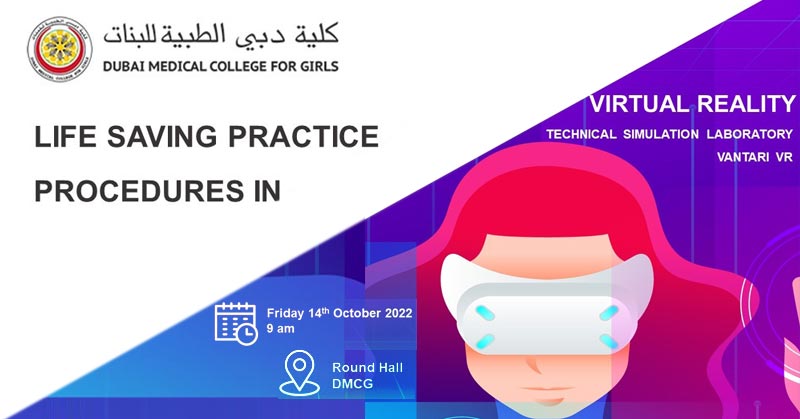 كلية دبي الطبية للبنات
DUBAI MEDICAL COLLEGE FOR GIRLS
LIFE SAVING PRACTICE
PROCEDURES IN
VIRTUAL REALITY
TECHNICAL SIMULATION LABORATORY
VANTARI VR
Friday 14th October 2022
9 am
Round Hall
DMCG